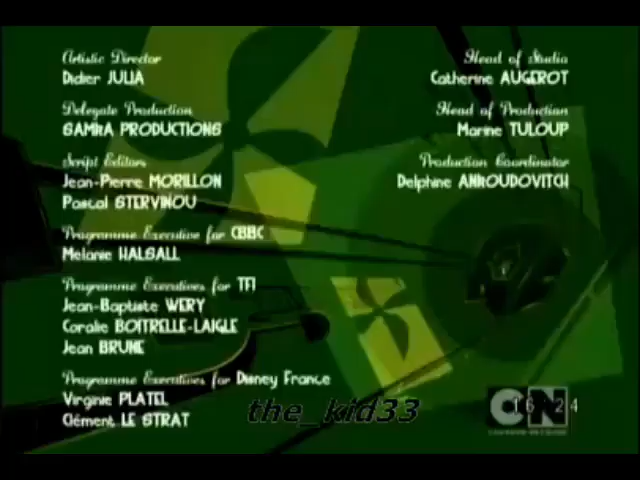 Artistic Director
Didier JULIA
Delegate Production
SAMKA PRODUCTIONS
Script Editors
Jean-Pierre MORILLON
Pascal STERVINOU
Programme Executive for CBBC
Melanie HALSALL
Programme Executives for TF1
Jean-Baptiste WERY
Coralie BOITRELLE-LAIGLE
Jean BRUNE
Programme Executives for Disney France
Virginie PLATEL
Clément LE STRAT
Head of Studio
Catherine AUGEROT
Head of Production
Marine TULOUP
Production Coordinator
Delphine ANROUDOVITCH
the_kid33
CN